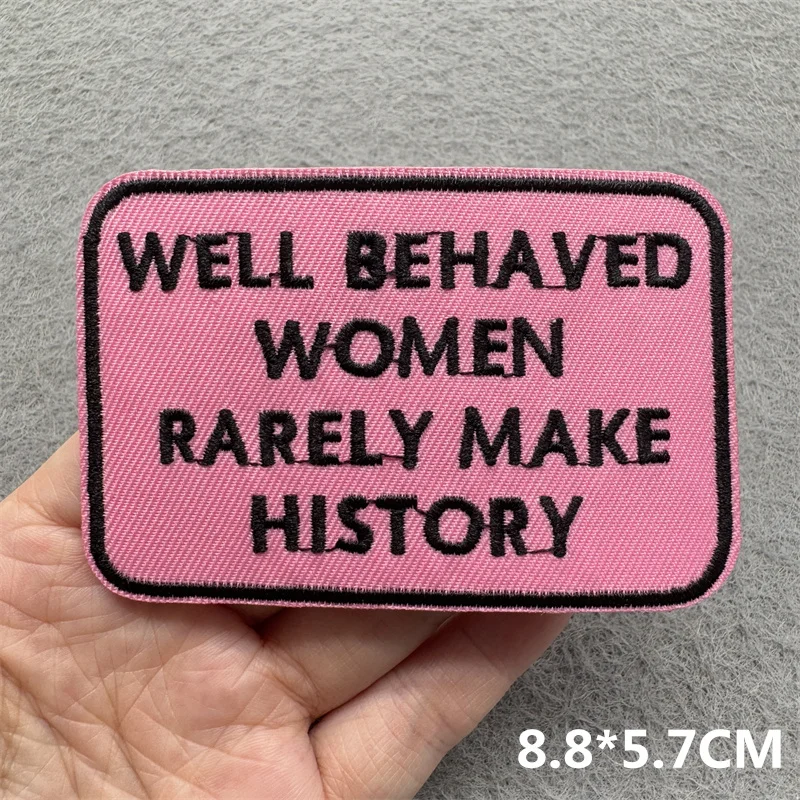 WELL BEHAVED
WOMEN
RARELY MAKE
HISTORY
8.8*5.7CM